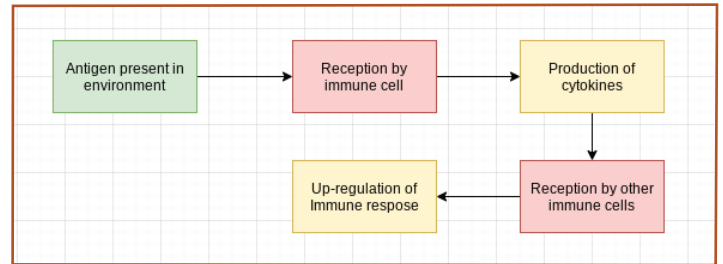 Antigen present in
environment
Reception by
immune cell
Production of
cytokines
Reception by other
immune cells
Up-regulation of
Immune respose